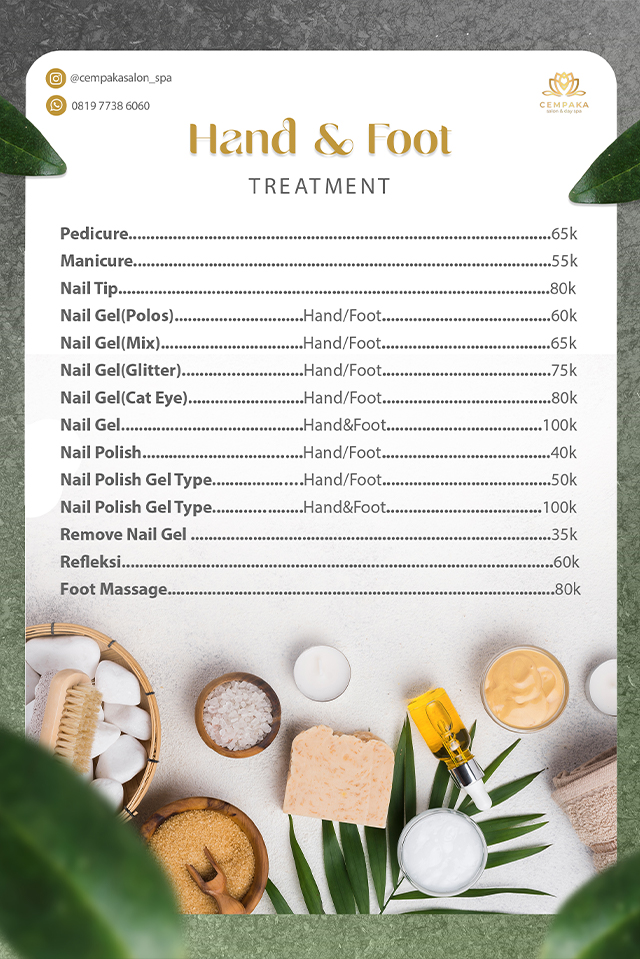 @cempakasalon_spa
0819 7738 6060
CEMPAKA
salon & day spa
Hand & Foot
TREATMENT
Pedicure........................................65k
Manicure........................................55k
Nail Tip........................................80k
Nail Gel(Polos)....................Hand/Foot....................60k
Nail Gel(Mix)....................Hand/Foot....................65k
Nail Gel(Glitter)....................Hand/Foot....................75k
Nail Gel(Cat Eye)....................Hand/Foot....................80k
Nail Gel....................Hand&Foot....................100k
Nail Polish....................Hand/Foot....................40k
Nail Polish Gel Type....................Hand/Foot....................50k
Nail Polish Gel Type....................Hand&Foot....................100k
Remove Nail Gel ........................................35k
Refleksi........................................60k
Foot Massage........................................80k